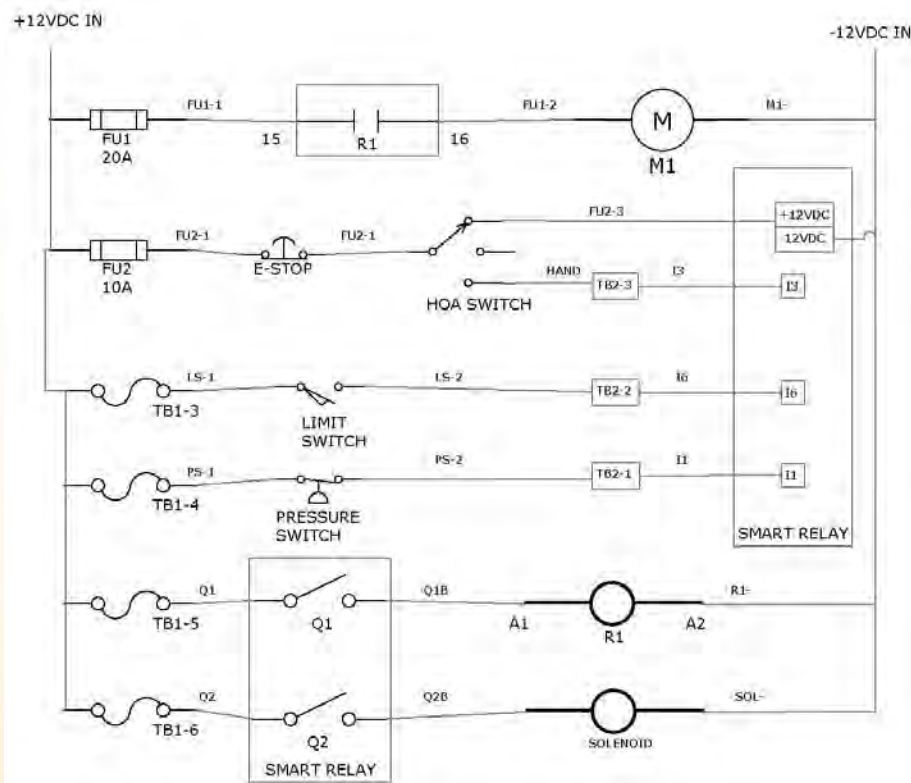 +12VDC IN
-12VDC IN
FU1-1
FU1-2
M1-
FU1
20A
15
R1
16
M
M1
FU2-1
FU2-1
FU2-3
+12VDC
12VDC
FU2
10A
E-STOP
HOA SWITCH
HAND
TB2-3
I3
I3
LS-1
LS-2
TB2-2
I6
I6
TB1-3
LIMIT
SWITCH
PS-1
PS-2
TB2-1
I1
I1
TB1-4
PRESSURE
SWITCH
SMART RELAY
Q1
Q1
Q1B
A1
R1
A2
R1-
TB1-5
Q2
Q2
Q2B
SOLENOID
SOL-
TB1-6
SMART RELAY